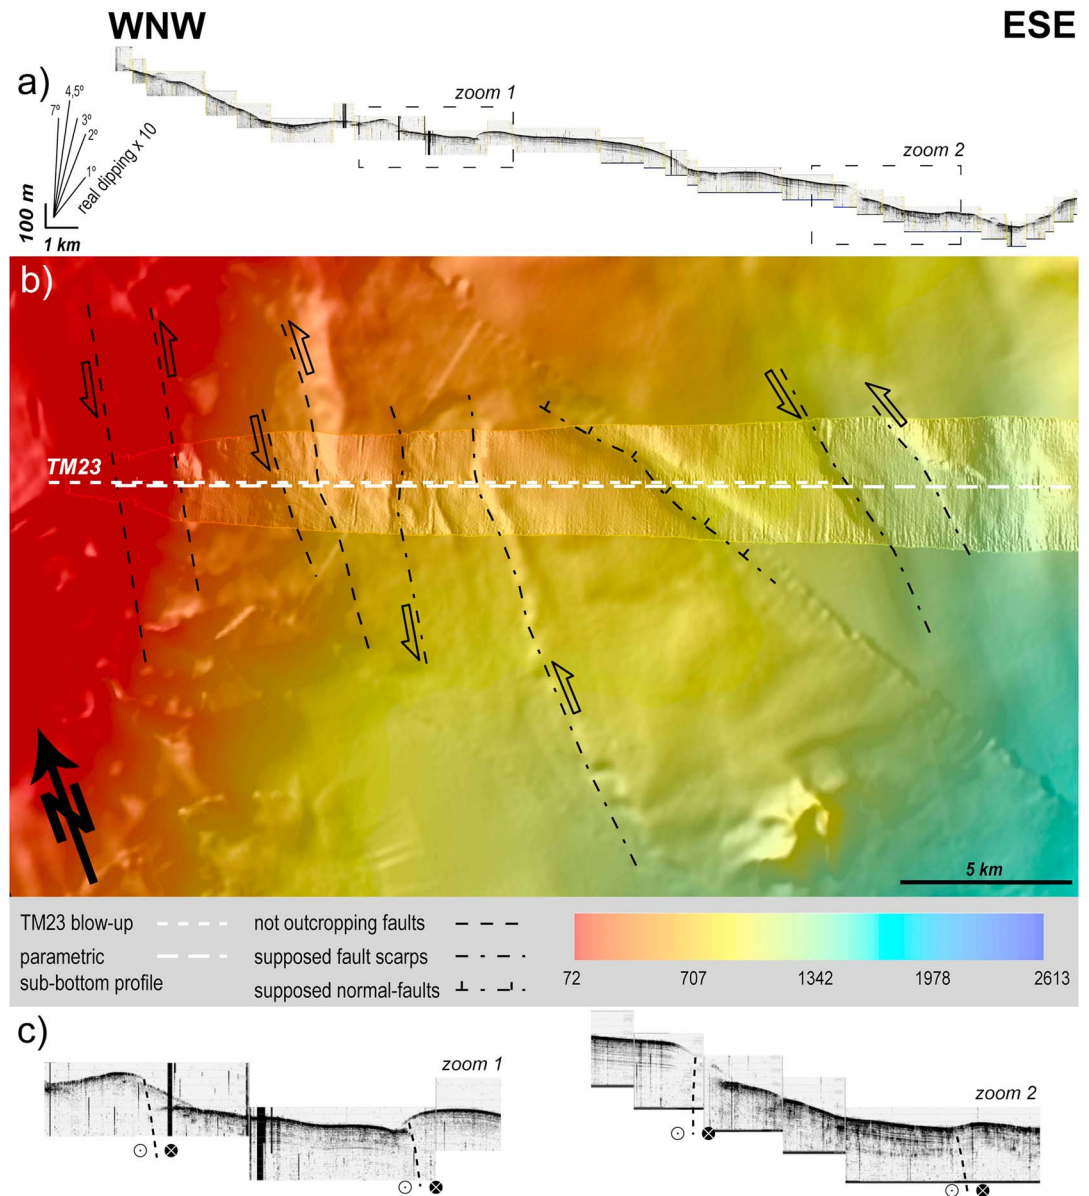 WNW
ESE
a)
zoom 1
zoom 2
7º
4,5º
3º
2º
1º
real dipping x 10
100 m
1 km
b)
TM23
N
5 km
TM23 blow-up
parametric
sub-bottom profile
not outcropping faults
supposed fault scarps
supposed normal-faults
72
707
1342
1978
2613
c)
zoom 1
zoom 2